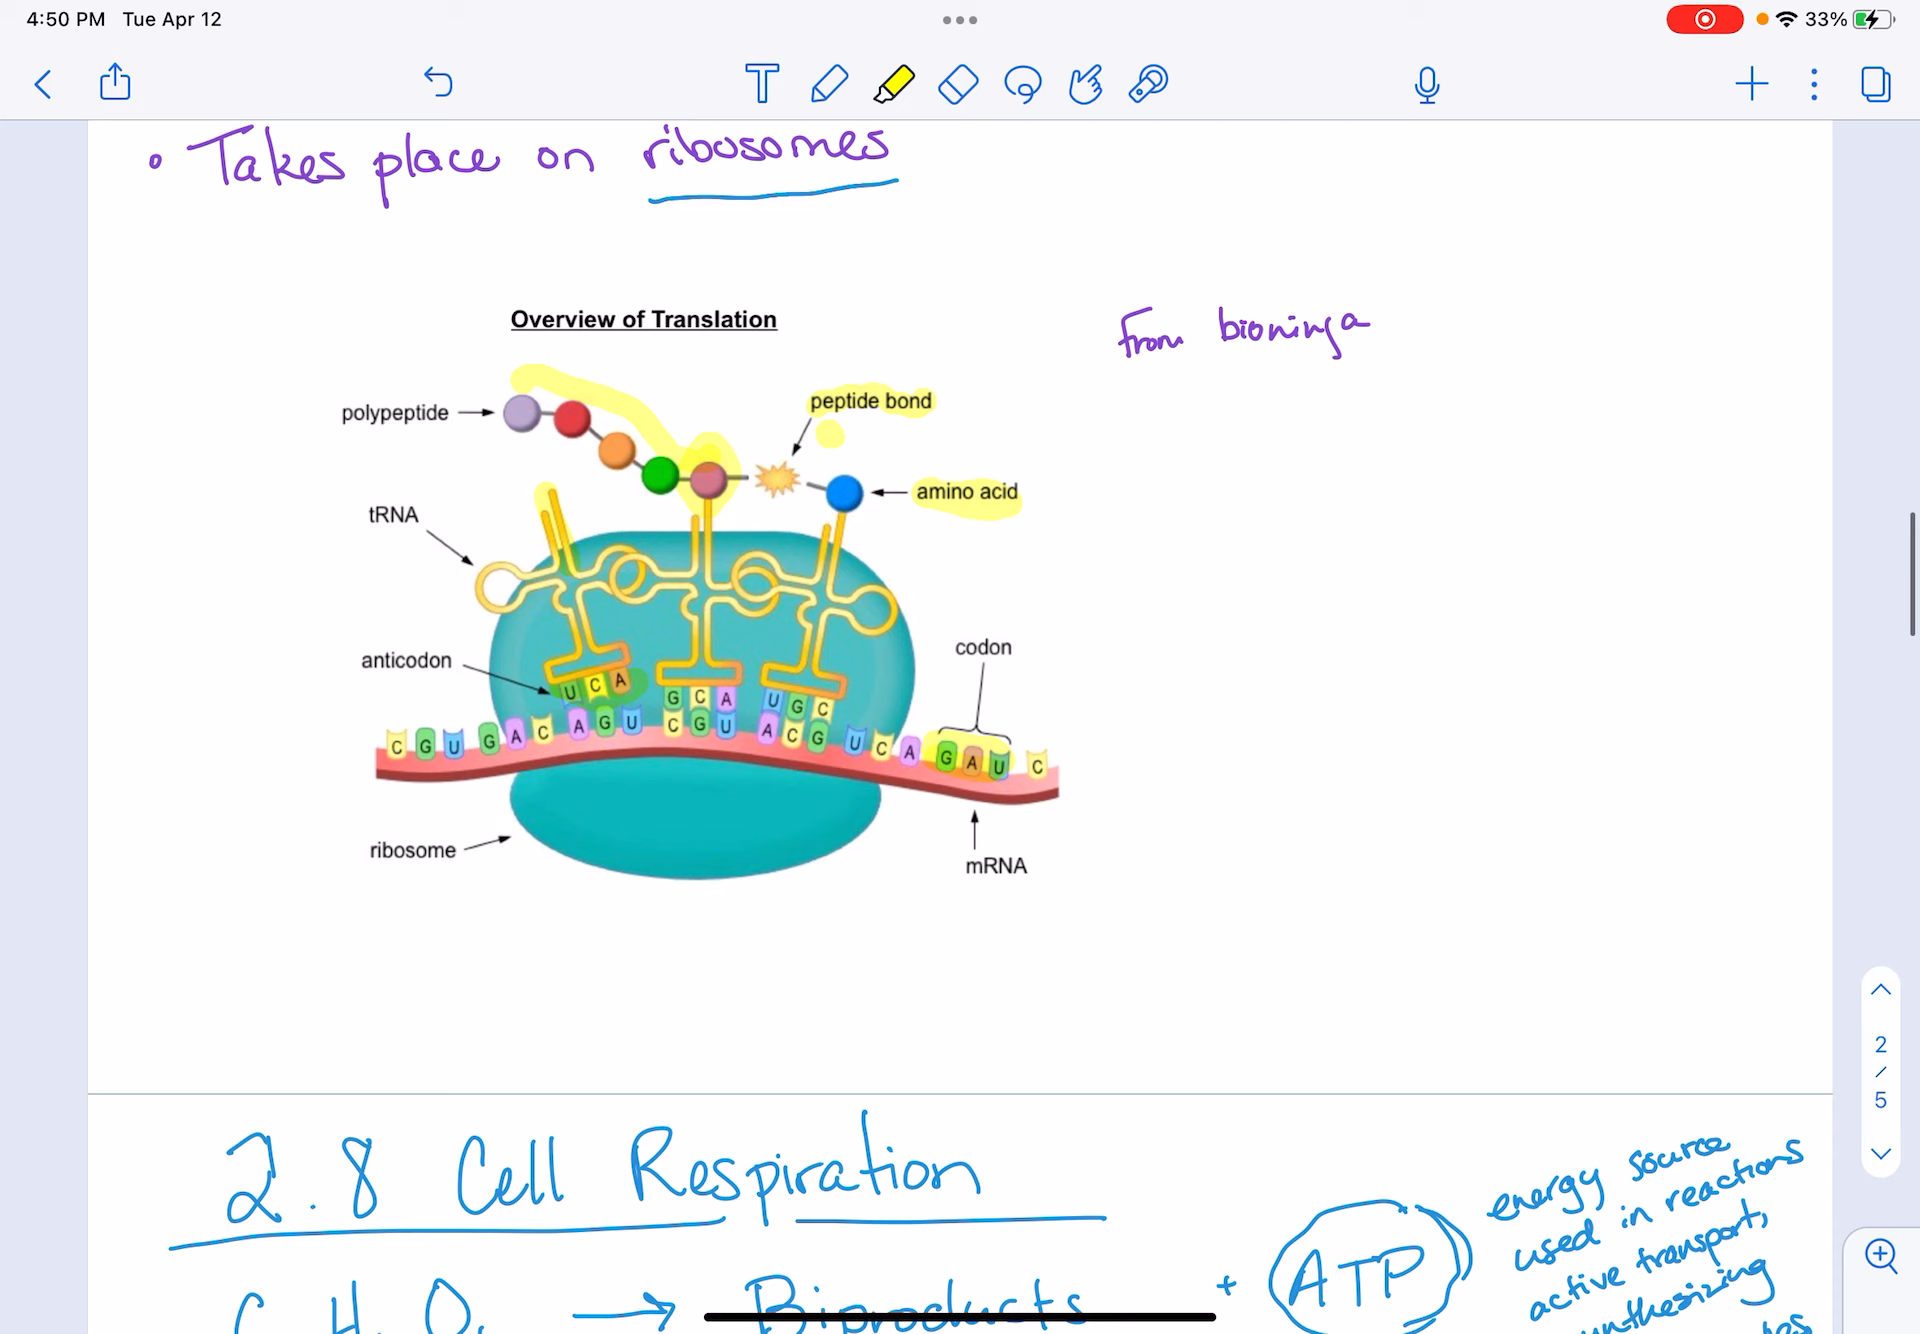 4:50 PM Tue Apr 12
33%
• Takes place on ribosomes
Overview of Translation
From bioninja
polypeptide
peptide bond
amino acid
tRNA
anticodon
codon
U C A G C A U G C
C G U G A C A G U C G U A C G U C A G A U C
ribosome
mRNA
2
/
5
2.8 Cell Respiration
energy source
used in reactions
active transport,
+ ATP
→ Biproducts